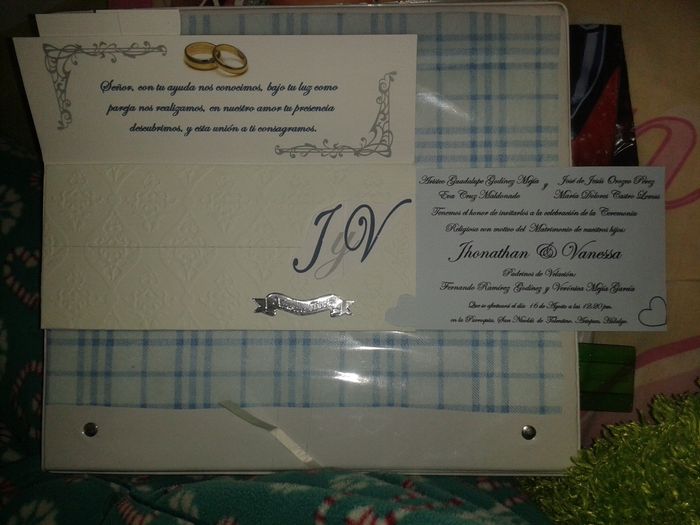 Señor, con tu ayuda nos conocimos, bajo tu luz como
pareja nos realizamos, en nuestro amor tu presencia
descubrimos, y esta unión a ti consagramos.
J y V
Guadalupe Godínez Mejía y José de Jesús Orozco Pérez
Eva Cruz Maldonado María Dolores Castro Lemus
Tenemos el honor de invitarlos a la celebración de la Ceremonia
Religiosa con motivo del Matrimonio de nuestros hijos:
Jhonathan & Vanessa
Padrinos de Velación:
Fernando Ramírez Godínez y Verónica Mejía García
Que se efectuará el día 16 de Agosto a las 12:30 pm.
en la Parroquia, San Nicolás de Tolentino, Actopan, Hidalgo.